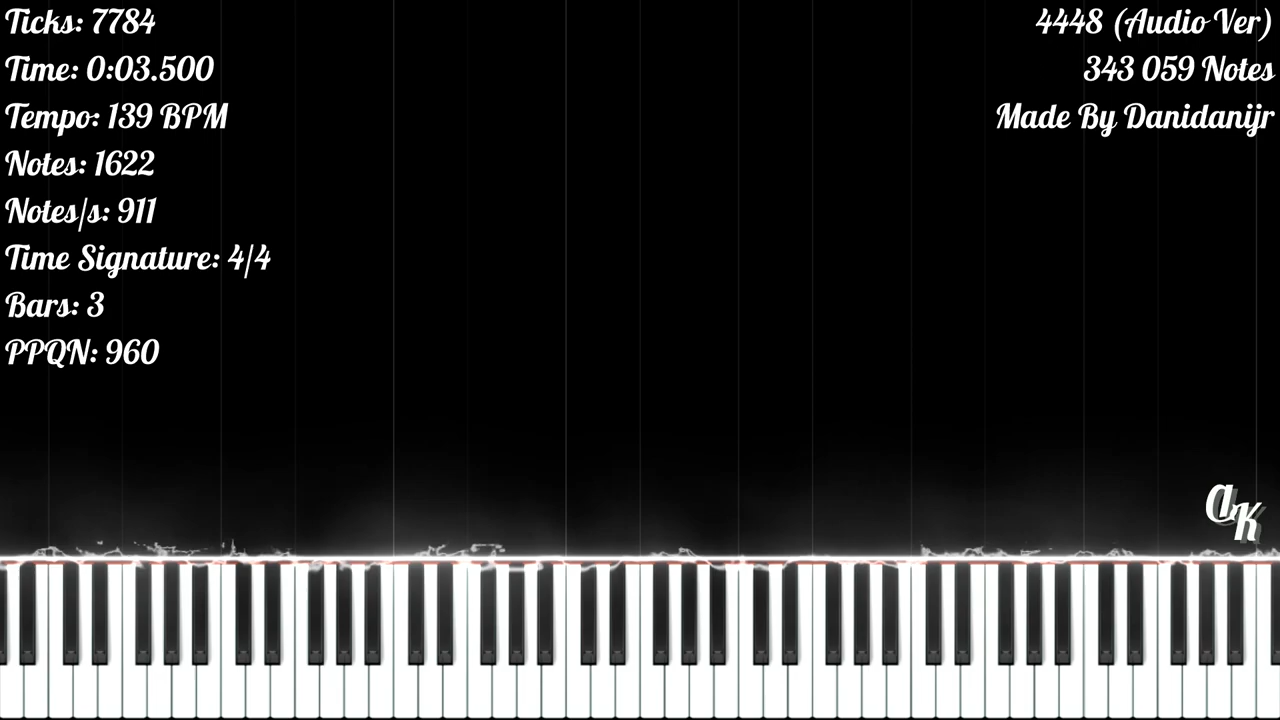 Ticks: 7784
Time: 0:03.500
Tempo: 139 BPM
Notes: 1622
Notes/s: 911
Time Signature: 4/4
Bars: 3
PPQN: 960
4448 (Audio Ver)
343 059 Notes
Made By Danidanijr
aK